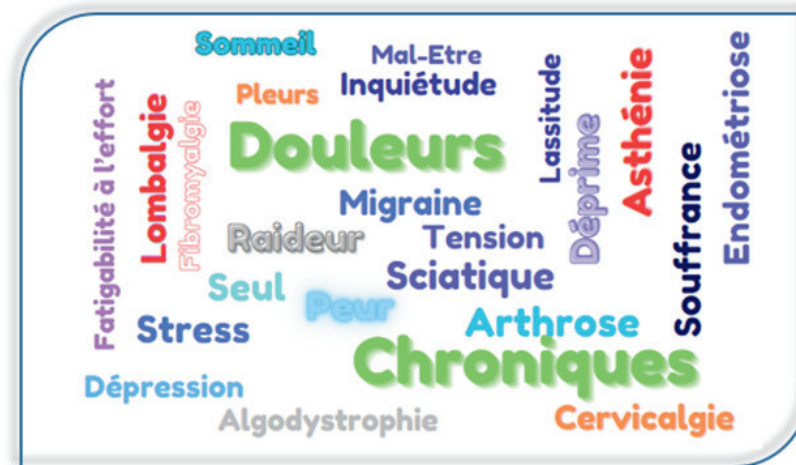 Sommeil
Mal-Etre
Inquiétude
Pleurs
Douleurs
Lassitude
Déprime
Asthénie
Souffrance
Endométriose
Fatigabilité à l'effort
Lombalgie
Fibromyalgie
Migraine
Raideur
Tension
Sciatique
Seul
Peur
Stress
Arthrose
Chroniques
Dépression
Algodystrophie
Cervicalgie